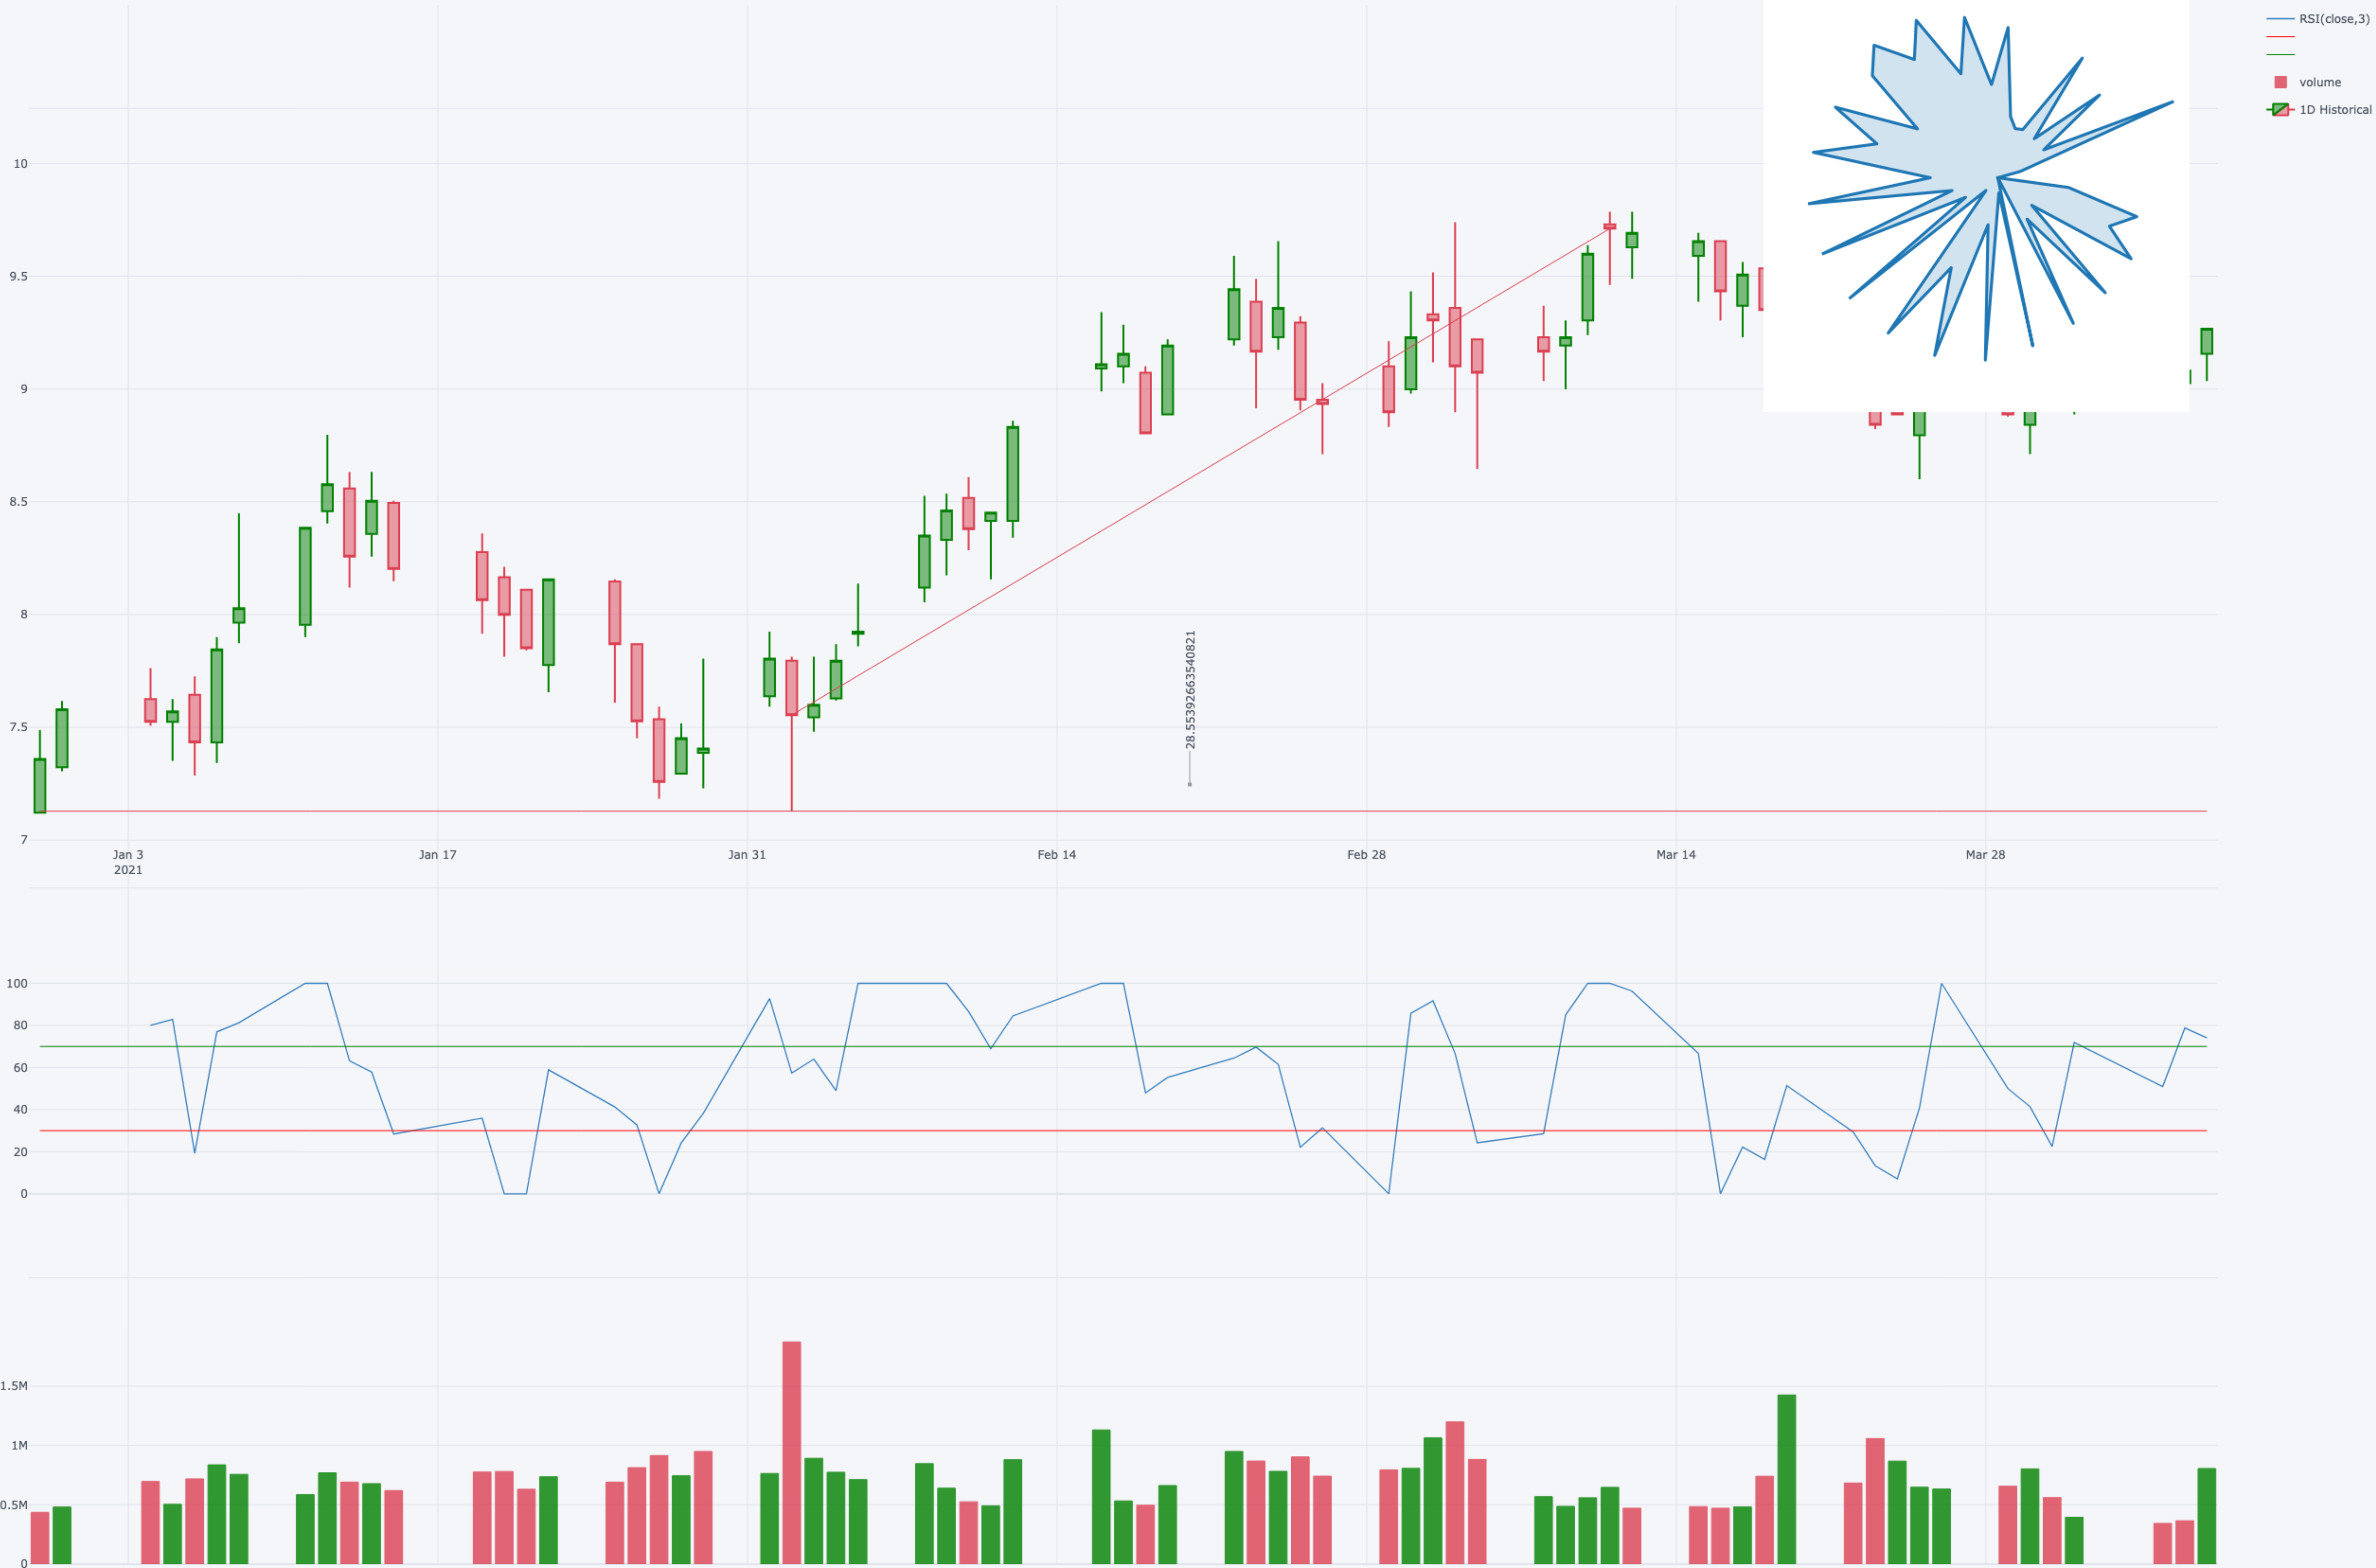 RSI(close,3)
volume
1D Historical
10
9.5
9
8.5
8
7.5
7
28.5539266354082​1
Jan 3
2021
Jan 17
Jan 31
Feb 14
Feb 28
Mar 14
Mar 28
100
80
60
40
20
0
1.5M
1M
0.5M
0